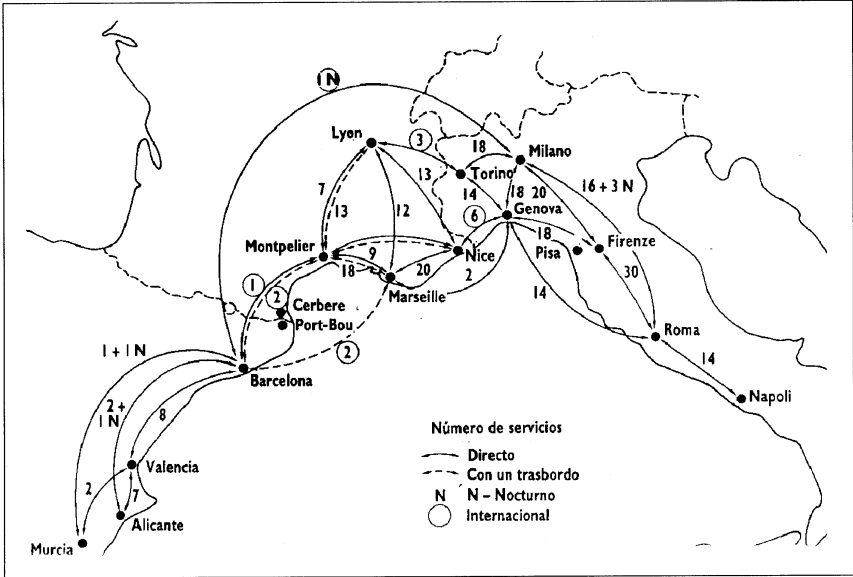 1 N
Lyon
3
18
Milano
Torino
7
13
16 + 3 N
14
18
20
13
12
Genova
6
18
Firenze
Montpelier
9
Nice
Pisa
18
20
2
30
Marseille
1
2
Cerbere
14
Port-Bou
Roma
2
1 + 1 N
14
Barcelona
2 +
1 N
8
Napoli
Número de servicios
Directo
Valencia
Con un trasbordo
2
7
N N – Nocturno
Alicante
Internacional
Murcia